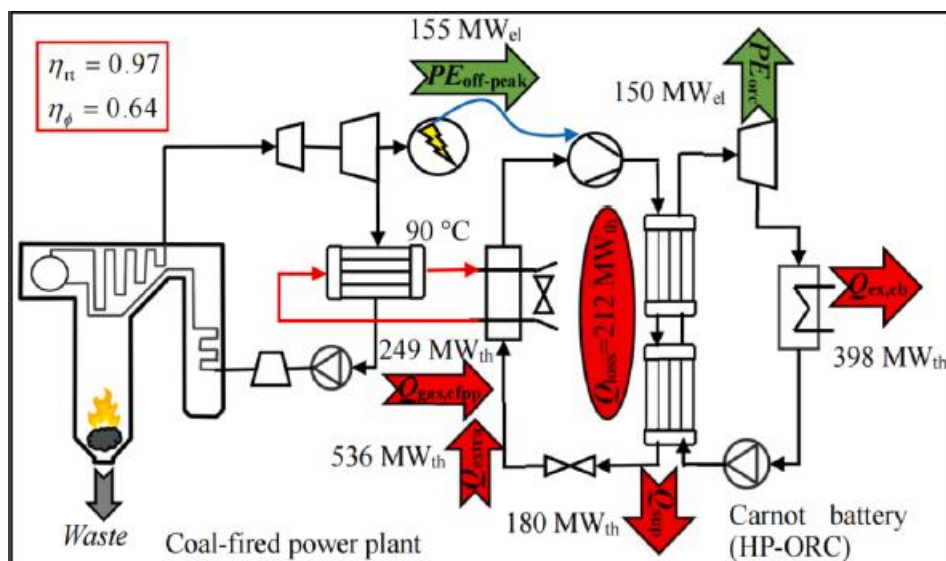 η_rt = 0.97
η_ϕ = 0.64
155 MW_el
PE_off-peak
150 MW_el
PE_orc
90 °C
Q_loss=212 MW_th
Q_ex,cb
398 MW_th
249 MW_th
Q_gas,cfpp
536 MW_th
Q_extra
180 MW_th
Q_sup
Waste
Coal-fired power plant
Carnot battery
(HP-ORC)